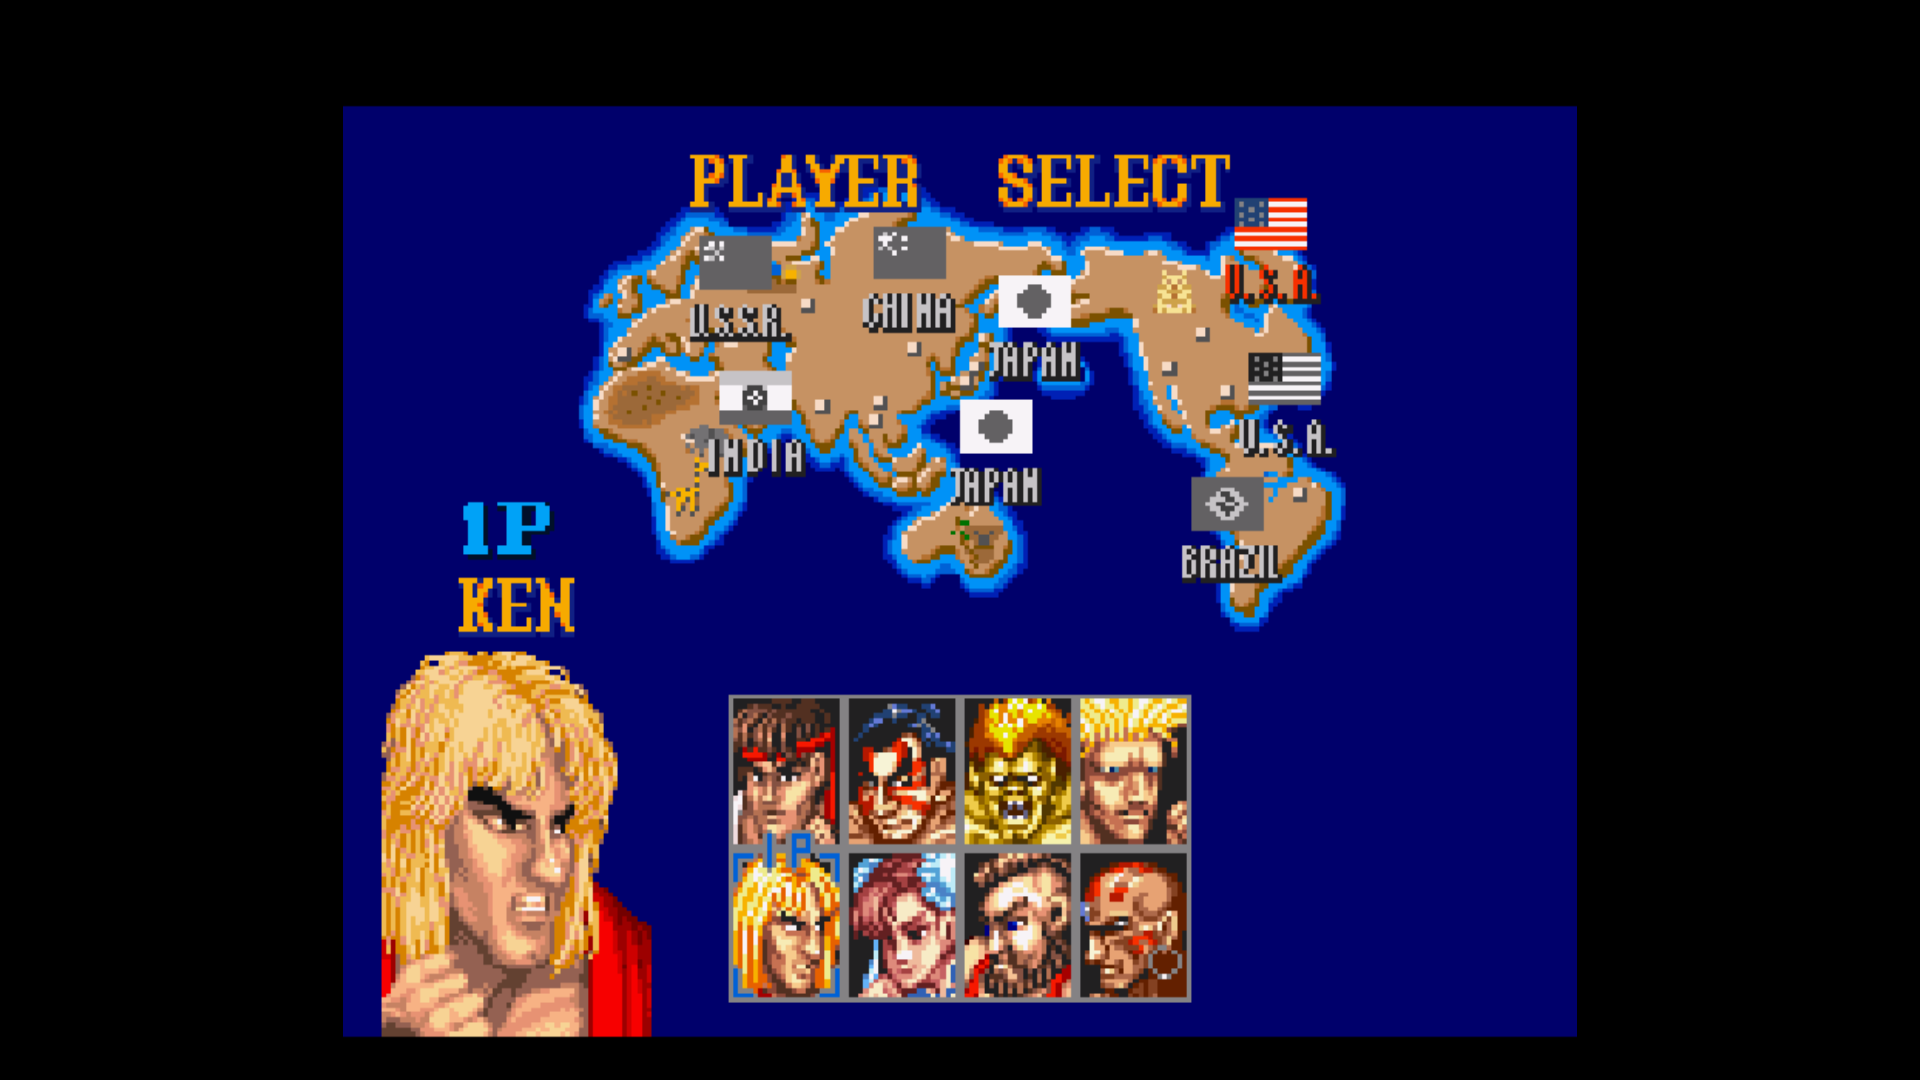 PLAYER SELECT
U.S.A.
U.S.S.R.
CHINA
JAPAN
U.S.A.
INDIA
JAPAN
1P
BRAZIL
KEN
1P